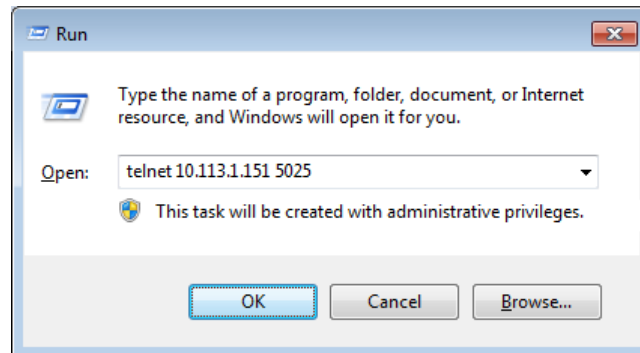 Run
Type the name of a program, folder, document, or Internet
resource, and Windows will open it for you.
Open: telnet 10.113.1.151 5025
This task will be created with administrative privileges.
OK Cancel Browse...